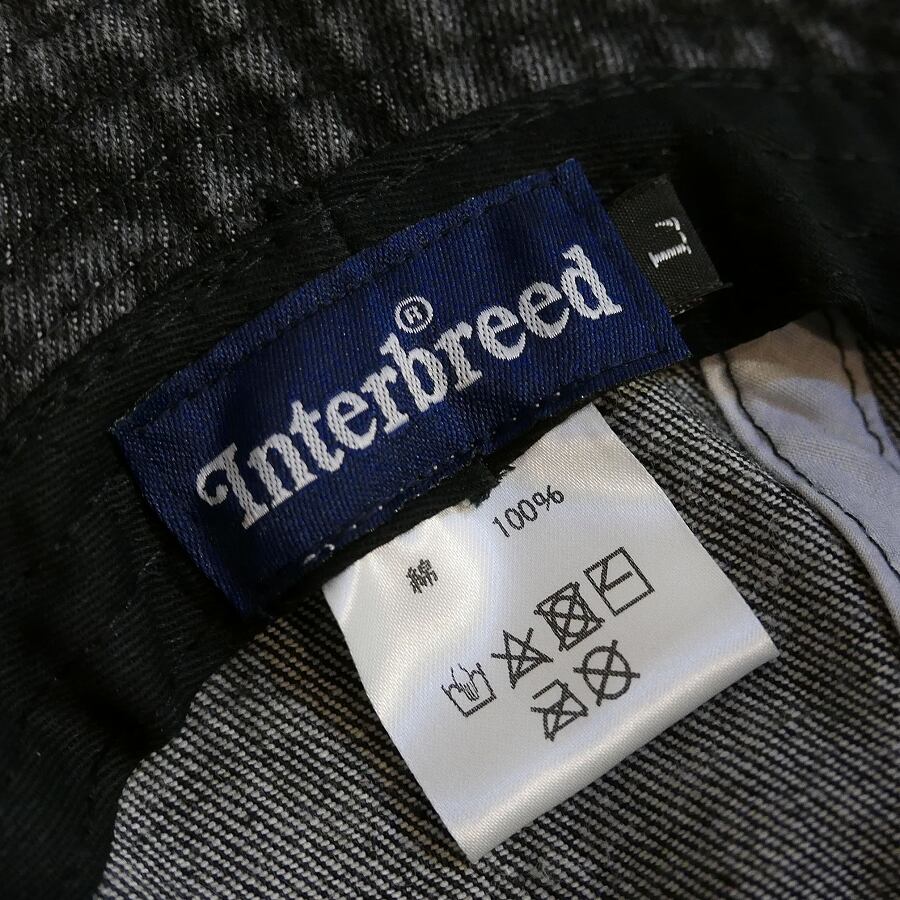 Interbreed®
L
綿 100%